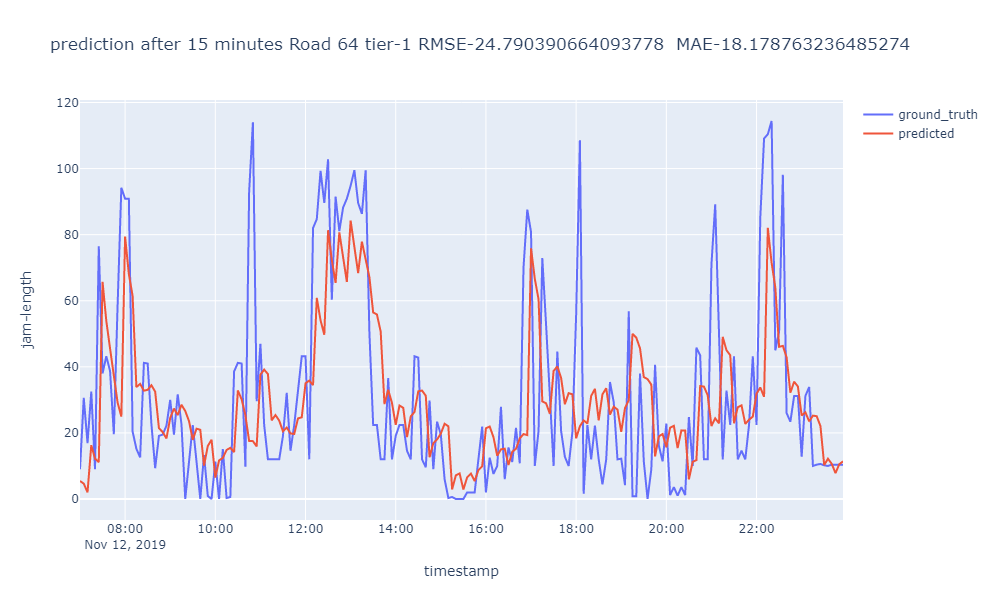 prediction after 15 minutes Road 64 tier-1 RMSE-24.790390664093778  MAE-18.178763236485274
ground_truth
predicted
120
100
80
60
40
20
0
jam-length
08:00 10:00 12:00 14:00 16:00 18:00 20:00 22:00
Nov 12, 2019
timestamp